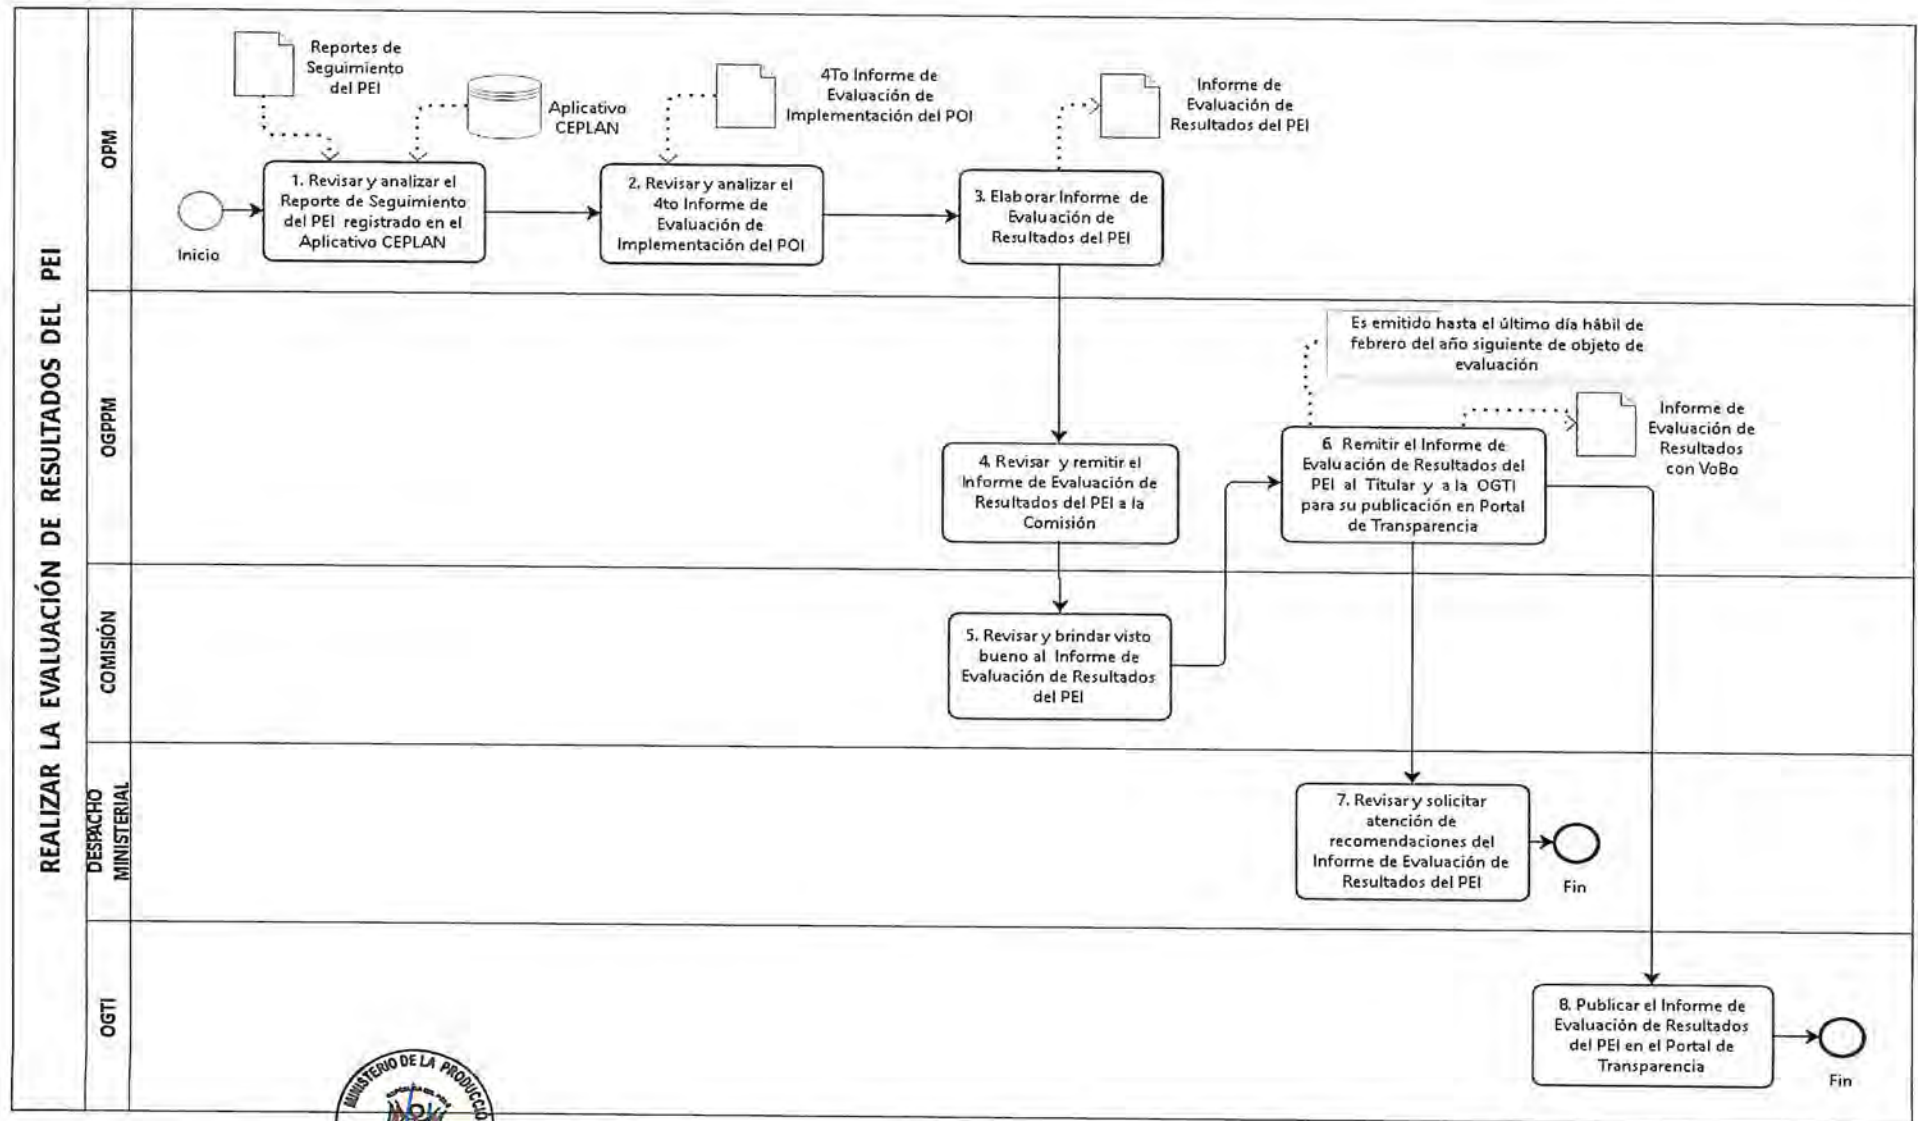 REALIZAR LA EVALUACIÓN DE RESULTADOS DEL PEI
OPM
Reportes de
Seguimiento
del PEI
Aplicativo
CEPLAN
4To Informe de
Evaluación de
Implementación del POI
Informe de
Evaluación de
Resultados del PEI
Inicio
1. Revisar y analizar el
Reporte de Seguimiento
del PEI registrado en el
Aplicativo CEPLAN
2. Revisar y analizar el
4to Informe de
Evaluación de
Implementación del POI
3. Elaborar Informe de
Evaluación de
Resultados del PEI
OGPPM
Es emitido hasta el último día hábil de
febrero del año siguiente de objeto de
evaluación
Informe de
Evaluación de
Resultados
con VoBo
4. Revisar y remitir el
Informe de Evaluación de
Resultados del PEI a la
Comisión
6. Remitir el Informe de
Evaluación de Resultados del
PEI al Titular y a la OGTI
para su publicación en Portal
de Transparencia
COMISIÓN
5. Revisar y brindar visto
bueno al Informe de
Evaluación de Resultados
del PEI
DESPACHO
MINISTERIAL
7. Revisar y solicitar
atención de
recomendaciones del
Informe de Evaluación de
Resultados del PEI
Fin
OGTI
8. Publicar el Informe de
Evaluación de Resultados
del PEI en el Portal de
Transparencia
Fin
MINISTERIO DE LA PRODUCCIÓ